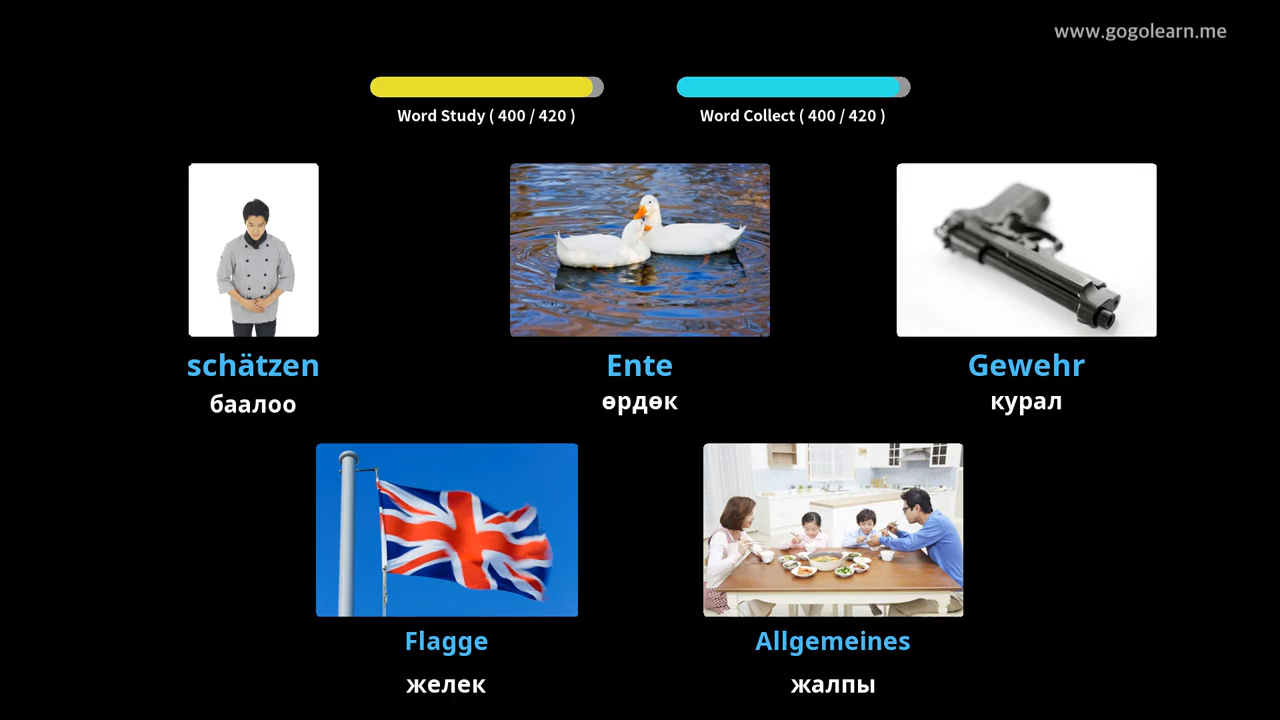 www.gogolearn.me
Word Study ( 400 / 420 )
Word Collect ( 400 / 420 )
schätzen
баалоо
Ente
өрдөк
Gewehr
курал
Flagge
желек
Allgemeines
жалпы